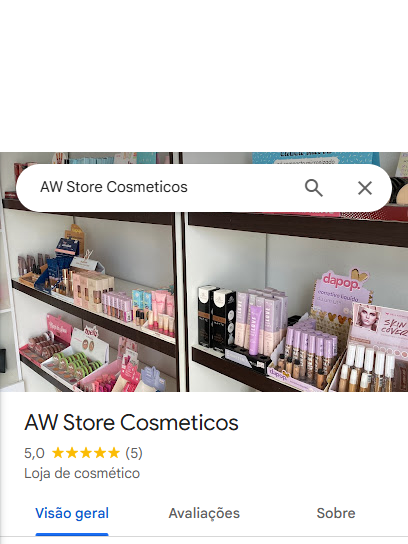 AW Store Cosmeticos
dapop.
dapop.
SKIN
COVER
AW Store Cosmeticos
5,0 (5)
Loja de cosmético
Visão geral
Avaliações
Sobre